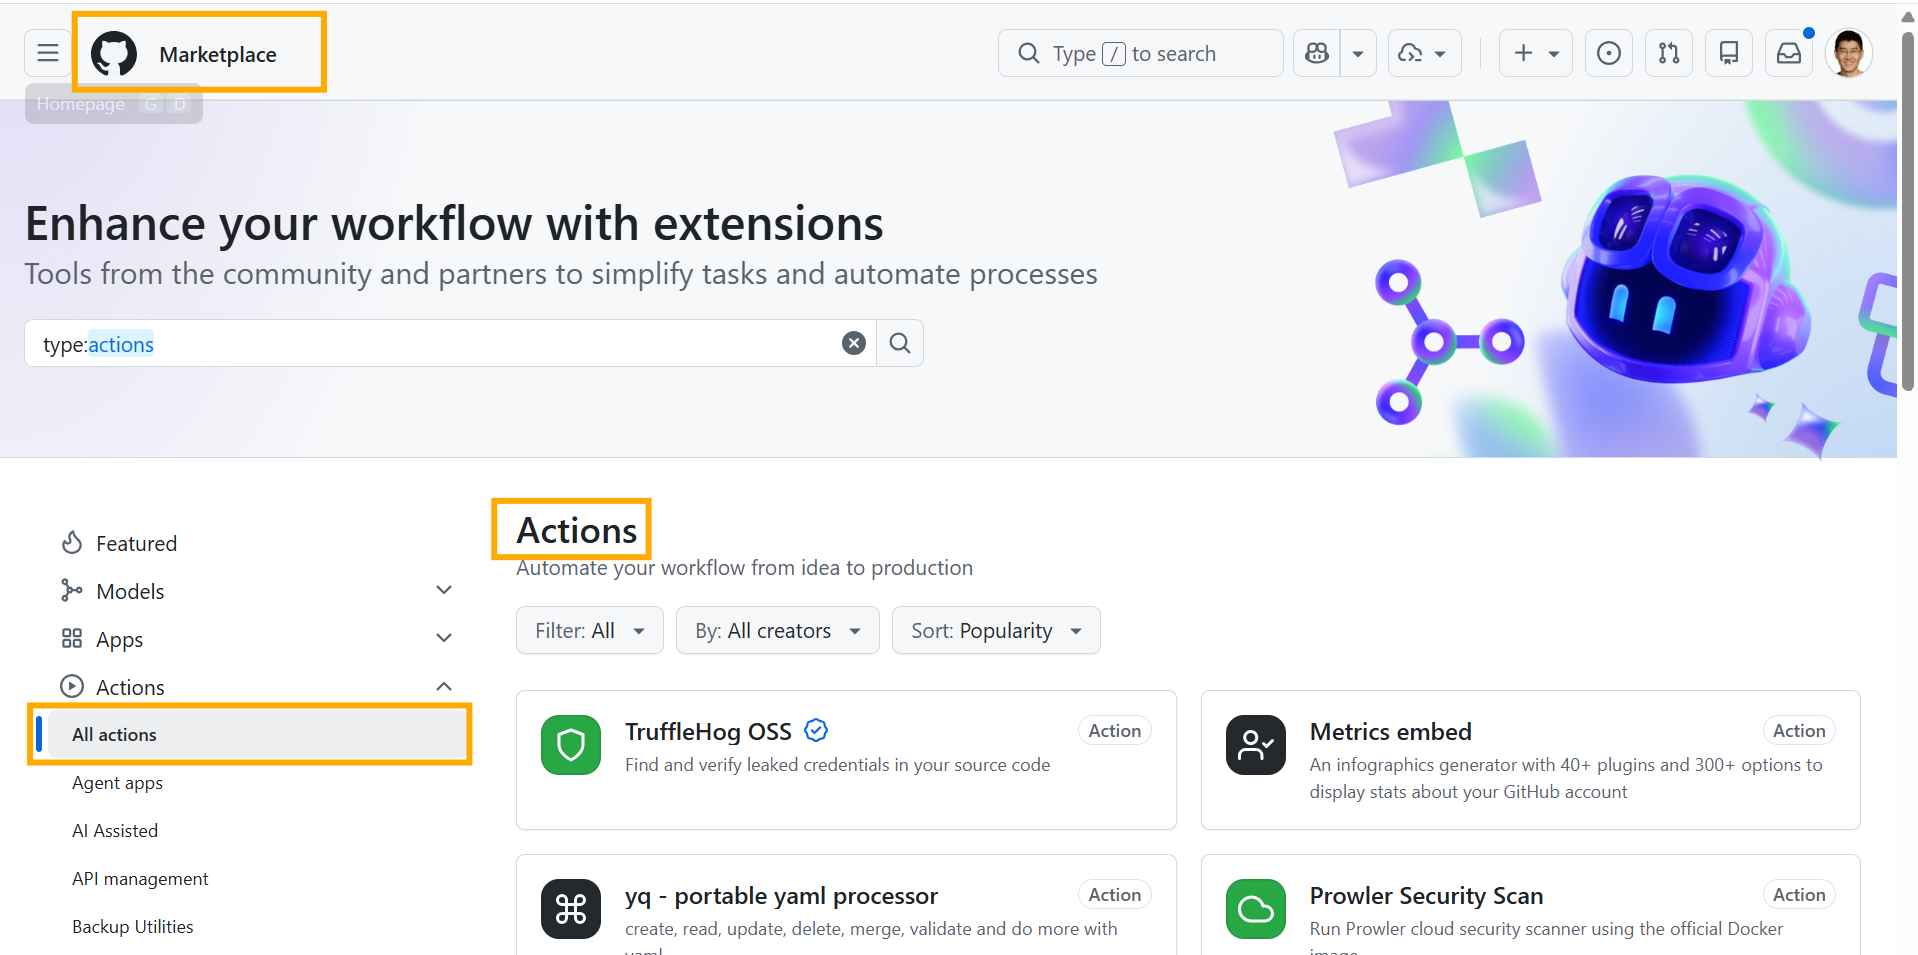 Marketplace
Type / to search
Homepage G D
Enhance your workflow with extensions
Tools from the community and partners to simplify tasks and automate processes
type:actions
Featured
Models
Apps
Actions
All actions
Agent apps
AI Assisted
API management
Backup Utilities
Actions
Automate your workflow from idea to production
Filter: All
By: All creators
Sort: Popularity
TruffleHog OSS
Action
Find and verify leaked credentials in your source code
Metrics embed
Action
An infographics generator with 40+ plugins and 300+ options to
display stats about your GitHub account
yq - portable yaml processor
Action
create, read, update, delete, merge, validate and do more with
yaml
Prowler Security Scan
Action
Run Prowler cloud security scanner using the official Docker
image